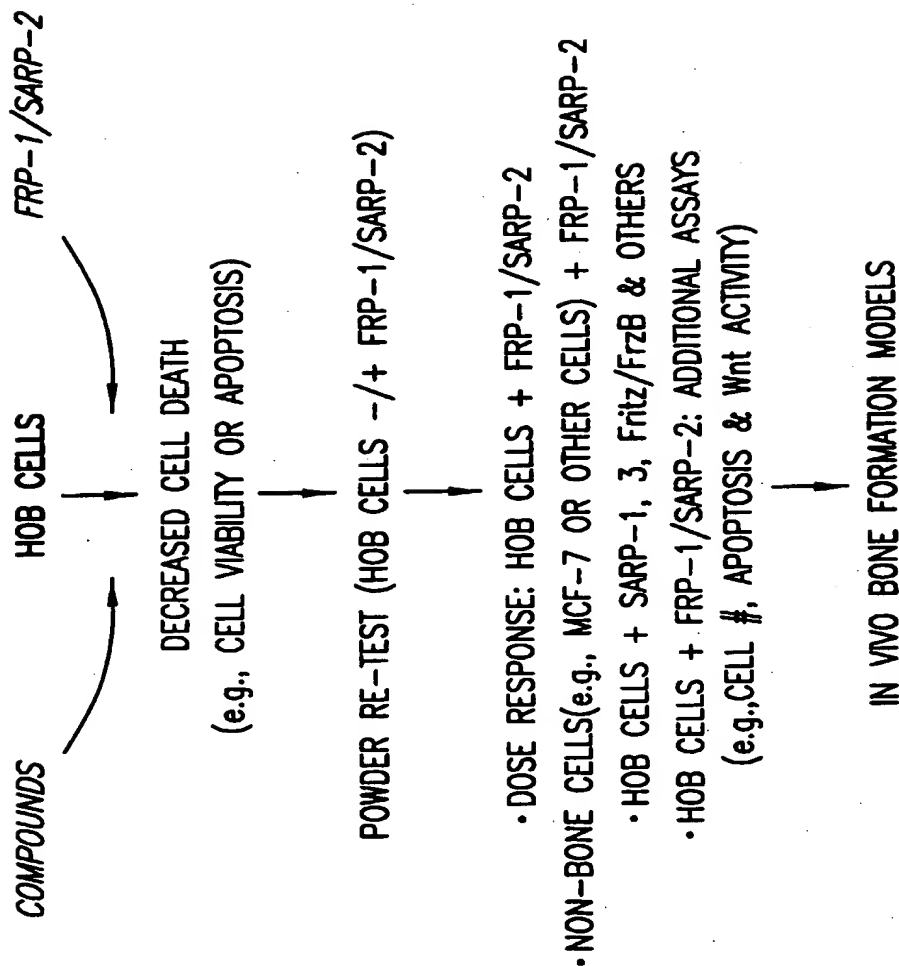 COMPOUNDS
HOB CELLS
FRP-1/SARP-2
DECREASED CELL DEATH
(e.g., CELL VIABILITY OR APOPTOSIS)
POWDER RE-TEST (HOB CELLS -/+ FRP-1/SARP-2)
• DOSE RESPONSE: HOB CELLS + FRP-1/SARP-2
• NON-BONE CELLS(e.g., MCF-7 OR OTHER CELLS) + FRP-1/SARP-2
• HOB CELLS + SARP-1, 3, Fritz/FrzB & OTHERS
• HOB CELLS + FRP-1/SARP-2: ADDITIONAL ASSAYS
(e.g.,CELL #, APOPTOSIS & Wnt ACTIVITY)
IN VIVO BONE FORMATION MODELS